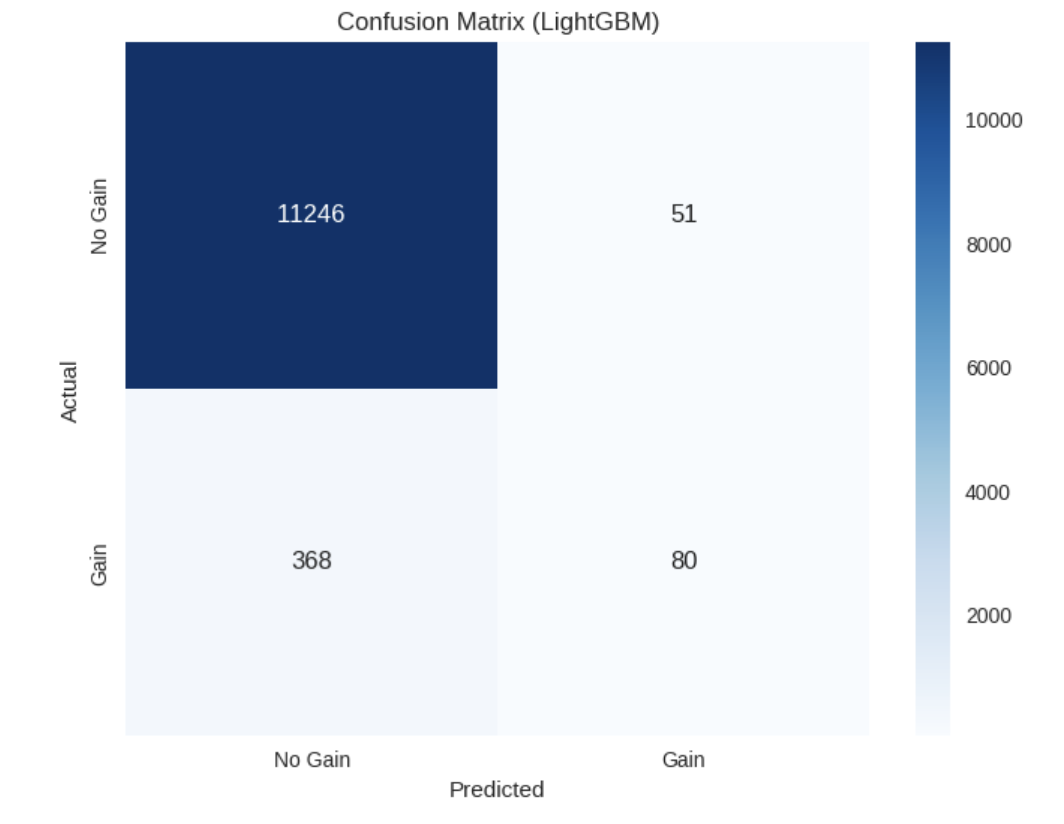 Confusion Matrix (LightGBM)
No Gain
11246
51
Actual
Gain
368
80
No Gain
Gain
Predicted
10000
8000
6000
4000
2000